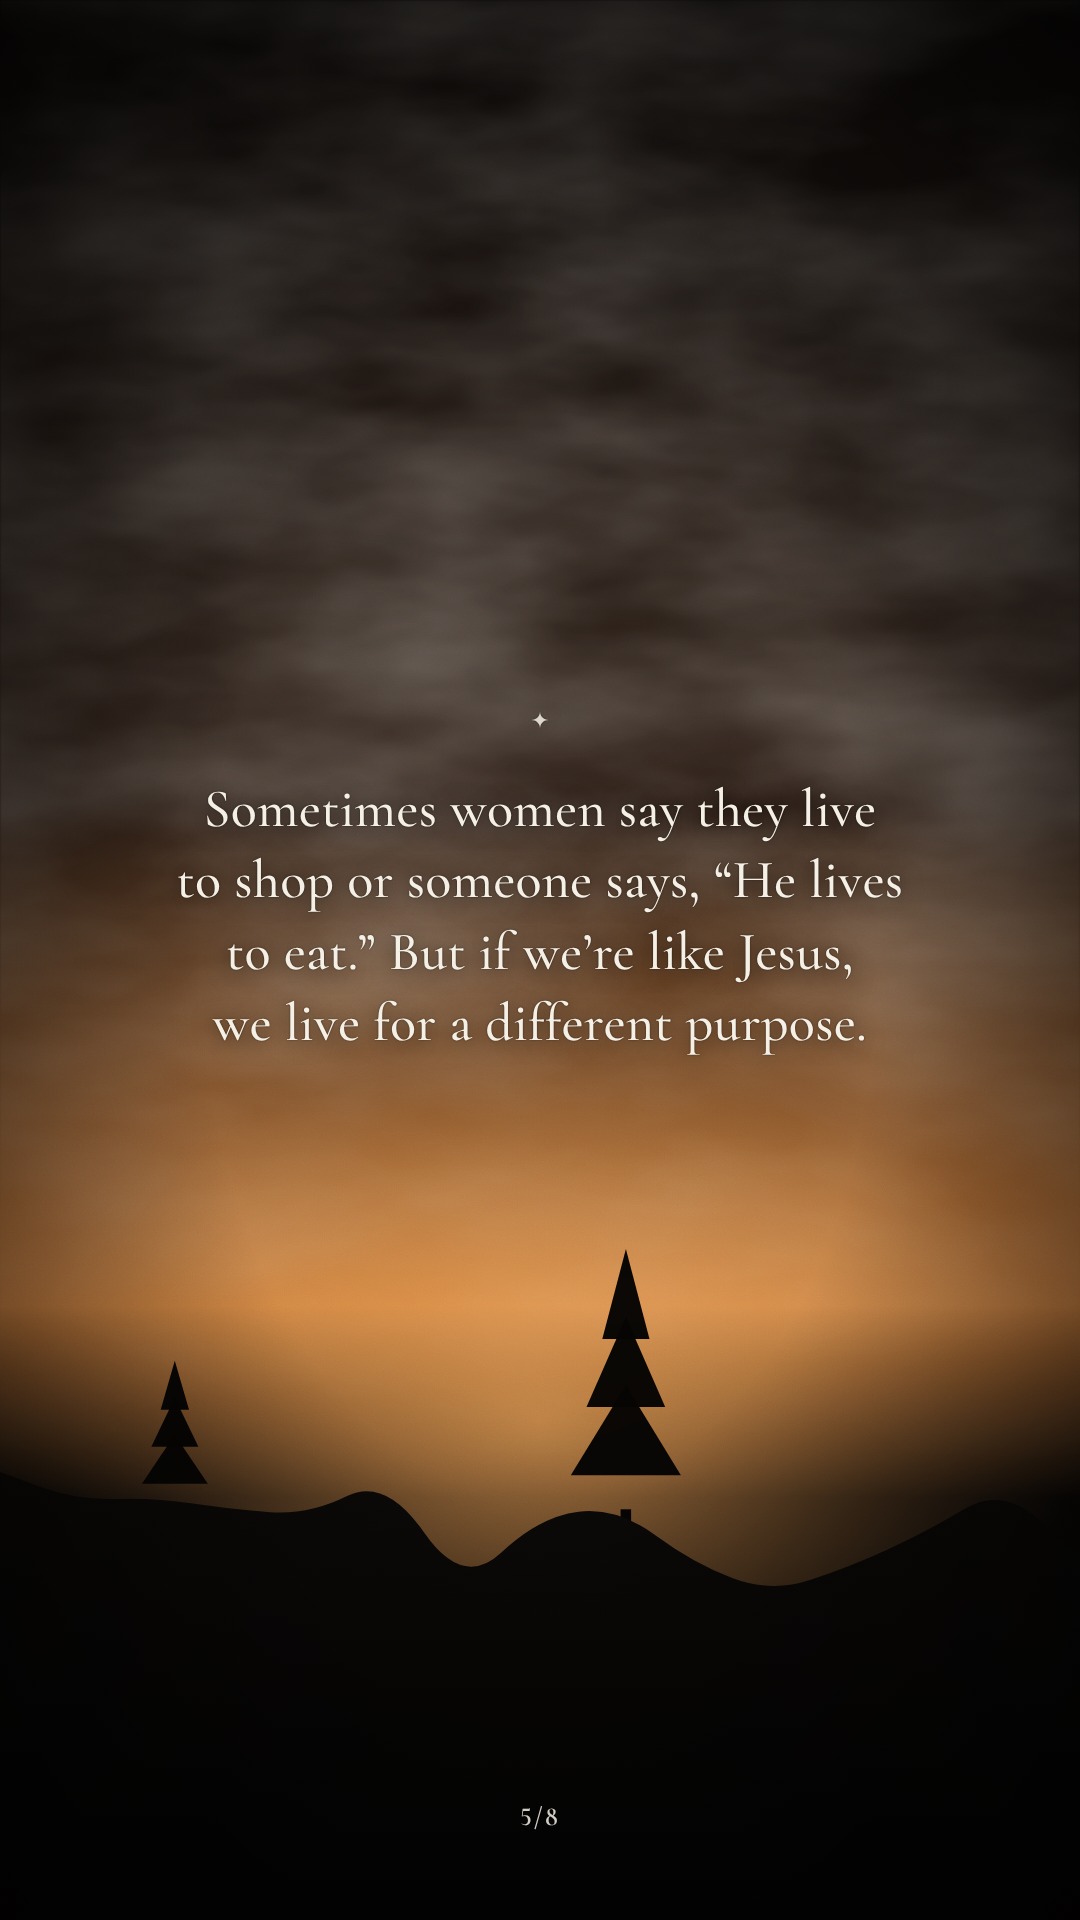 Sometimes women say they live
to shop or someone says, “He lives
to eat.” But if we’re like Jesus,
we live for a different purpose.
5/8